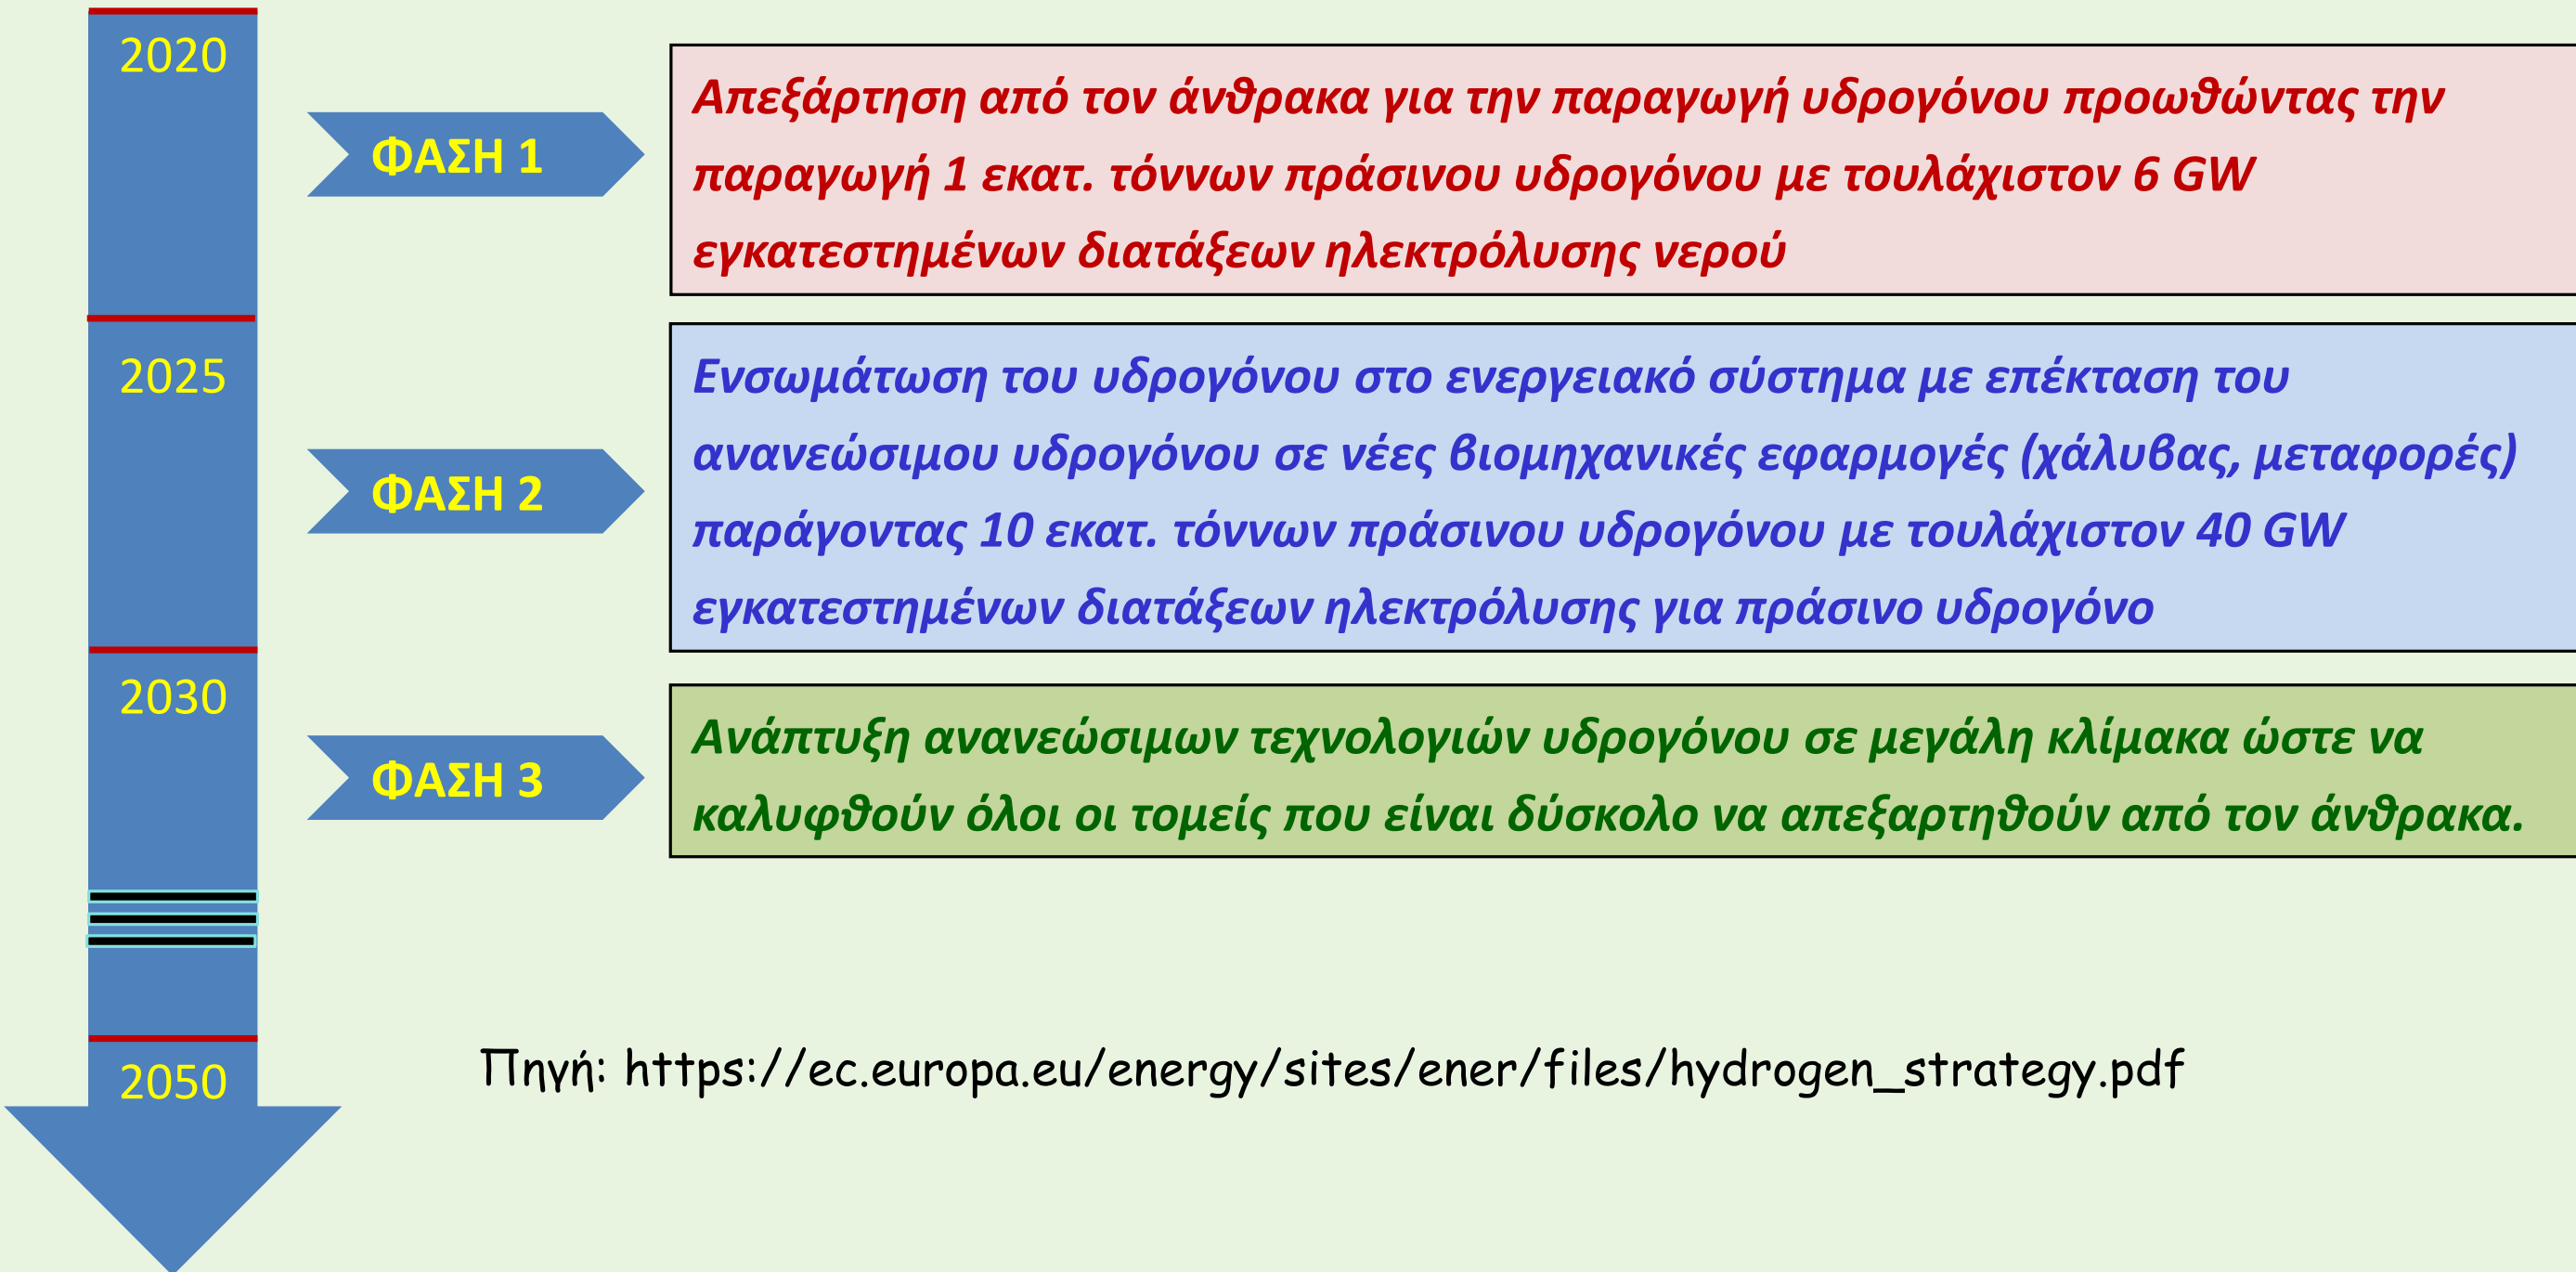 2020
ΦΑΣΗ 1
Απεξάρτηση από τον άνθρακα για την παραγωγή υδρογόνου προωθώντας την
παραγωγή 1 εκατ. τόννων πράσινου υδρογόνου με τουλάχιστον 6 GW
εγκατεστημένων διατάξεων ηλεκτρόλυσης νερού
2025
ΦΑΣΗ 2
Ενσωμάτωση του υδρογόνου στο ενεργειακό σύστημα με επέκταση του
ανανεώσιμου υδρογόνου σε νέες βιομηχανικές εφαρμογές (χάλυβας, μεταφορές)
παράγοντας 10 εκατ. τόννων πράσινου υδρογόνου με τουλάχιστον 40 GW
εγκατεστημένων διατάξεων ηλεκτρόλυσης για πράσινο υδρογόνο
2030
ΦΑΣΗ 3
Ανάπτυξη ανανεώσιμων τεχνολογιών υδρογόνου σε μεγάλη κλίμακα ώστε να
καλυφθούν όλοι οι τομείς που είναι δύσκολο να απεξαρτηθούν από τον άνθρακα.
2050
Πηγή: https://ec.europa.eu/energy/sites/ener/files/hydrogen_strategy.pdf